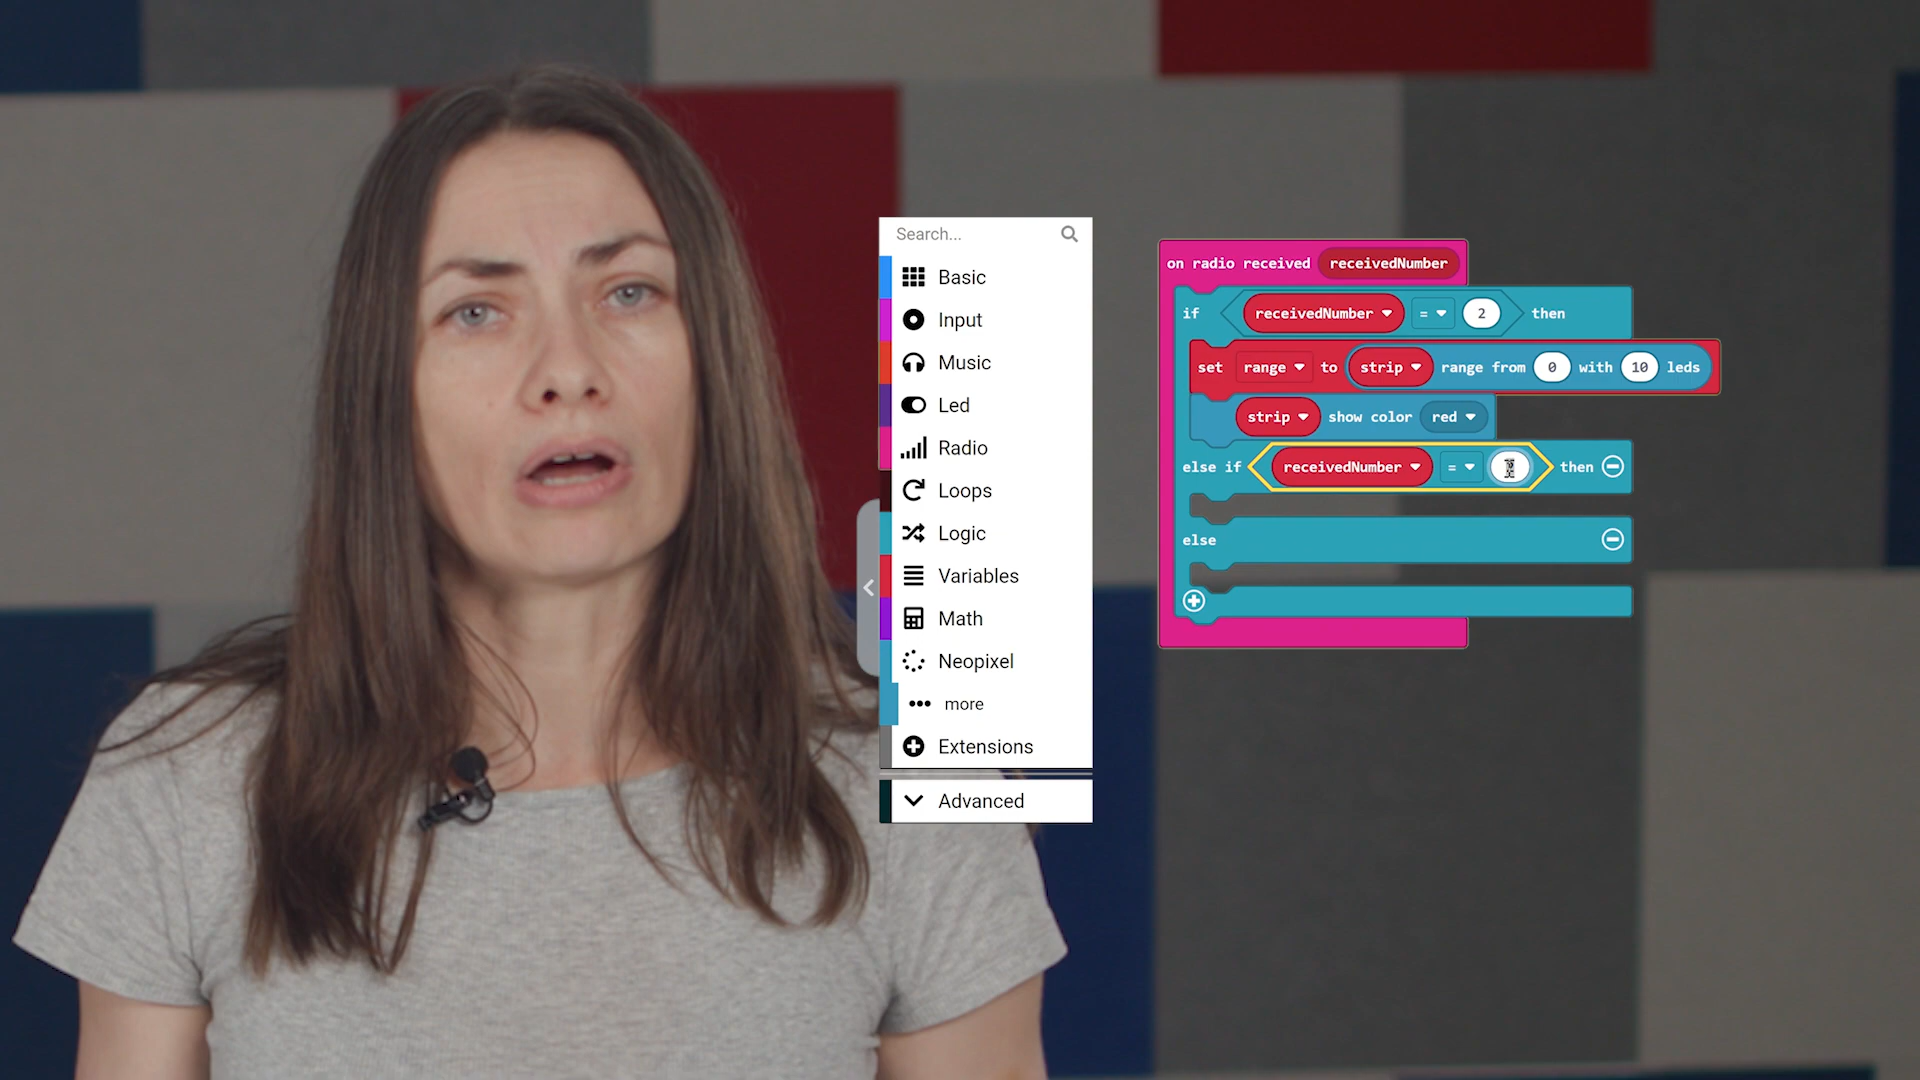 Search...
Basic
Input
Music
Led
Radio
Loops
Logic
Variables
Math
Neopixel
more
Extensions
Advanced
on radio received receivedNumber
if receivedNumber = 2 then
set range to strip range from 0 with 10 leds
strip show color red
else if receivedNumber = then
else